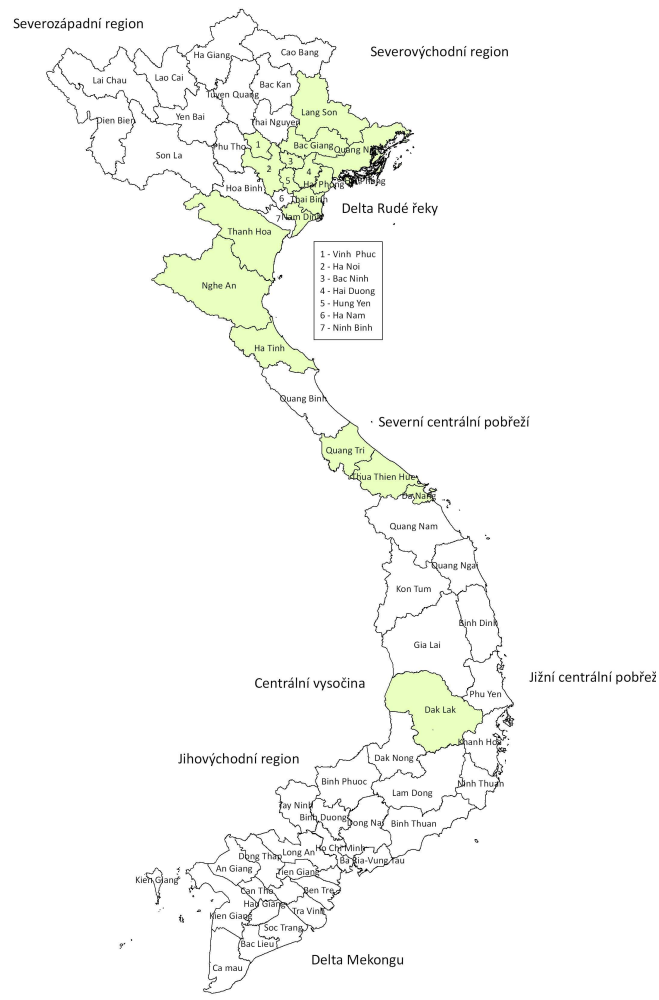 Severozápadní region
Cao Bang
Ha Giang
Severovýchodní region
Lai Chau
Lao Cai
Bac Kan
Tuyen Quang
Lang Son
Dien Bien
Yen Bai
Thai Nguyen
Phu Tho
1
Bac Giang
Quang N
Son La
2
3
4
5
Hai Phong
Hoa Binh
6
Thai Binh
Delta Rudé řeky
7
Nam Dinh
Thanh Hoa
1 - Vinh Phuc
2 - Ha Noi
3 - Bac Ninh
4 - Hai Duong
5 - Hung Yen
6 - Ha Nam
7 - Ninh Binh
Nghe An
Ha Tinh
Quang Binh
Severní centrální pobřeží
Quang Tri
Thua Thien Hue
Da Nang
Quang Nam
Quang Ngai
Kon Tum
Binh Dinh
Gia Lai
Centrální vysočina
Jižní centrální pobřež
Phu Yen
Dak Lak
Khanh Hoa
Jihovýchodní region
Dak Nong
Binh Phuoc
Ninh Thuan
Lam Dong
Tay Ninh
Binh Duong
Dong Nai
Binh Thuan
Ho Chi Minh
Long An
Dong Thap
Ba Ria-Vung Tau
An Giang
Tien Giang
Kien Giang
Can Tho
Ben Tre
Hau Giang
Tra Vinh
Kien Giang
Soc Trang
Bac Lieu
Delta Mekongu
Ca mau